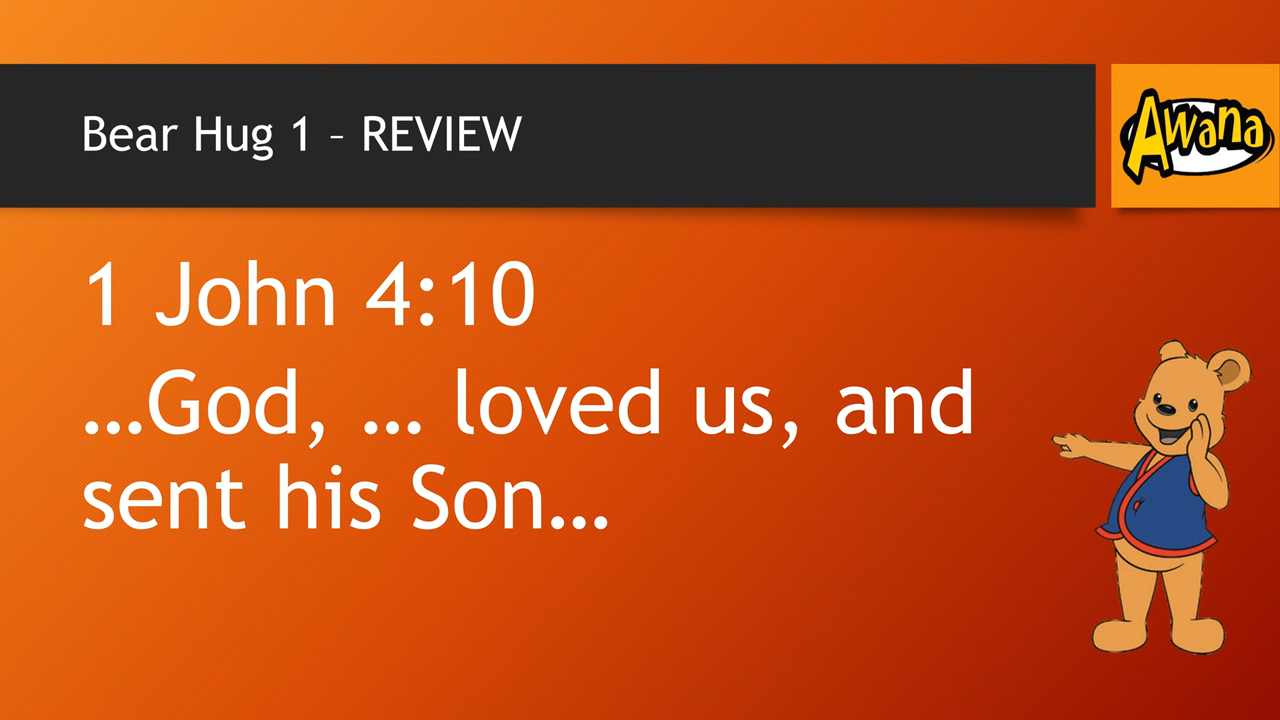 Bear Hug 1 – REVIEW
Awana
1 John 4:10
…God, … loved us, and
sent his Son…